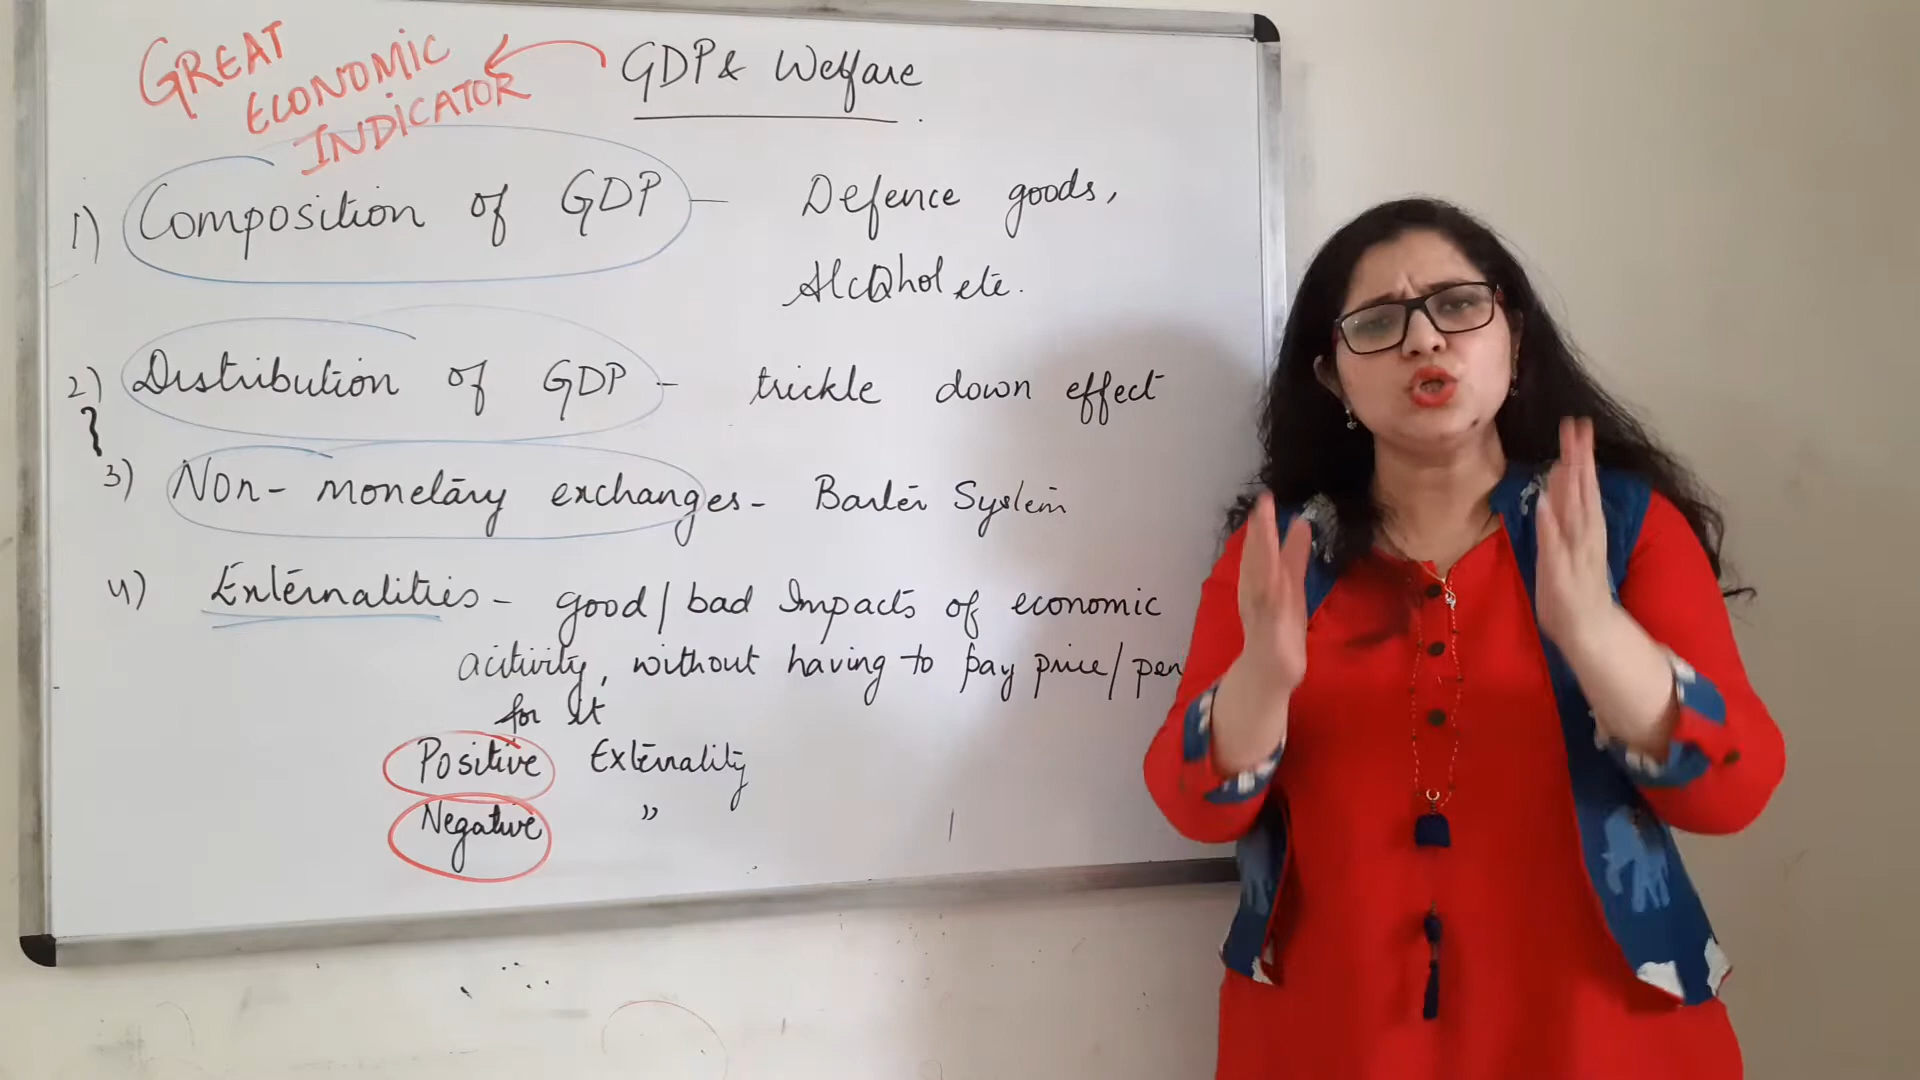 GREAT
ECONOMIC
INDICATOR
GDP & Welfare
1) Composition of GDP - Defence goods,
Alcohol etc.
2) Distribution of GDP - trickle down effect
3) Non-monetary exchanges - Barter System
4) Externalities - good/bad Impacts of economic
activity, without having to pay price/pen
for it
Positive Externality
Negative "